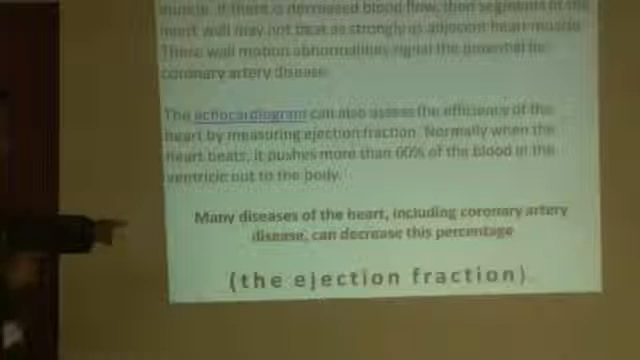 muscle. If there is decreased blood flow, then segments of the
heart wall may not beat as strongly as adjacent heart muscle.
These wall motion abnormalities signal the potential for
coronary artery disease.
The echocardiogram can also assess the efficiency of the
heart by measuring ejection fraction. Normally when the
heart beats, it pushes more than 60% of the blood in the
ventricle out to the body.
Many diseases of the heart, including coronary artery
disease, can decrease this percentage
(the ejection fraction)